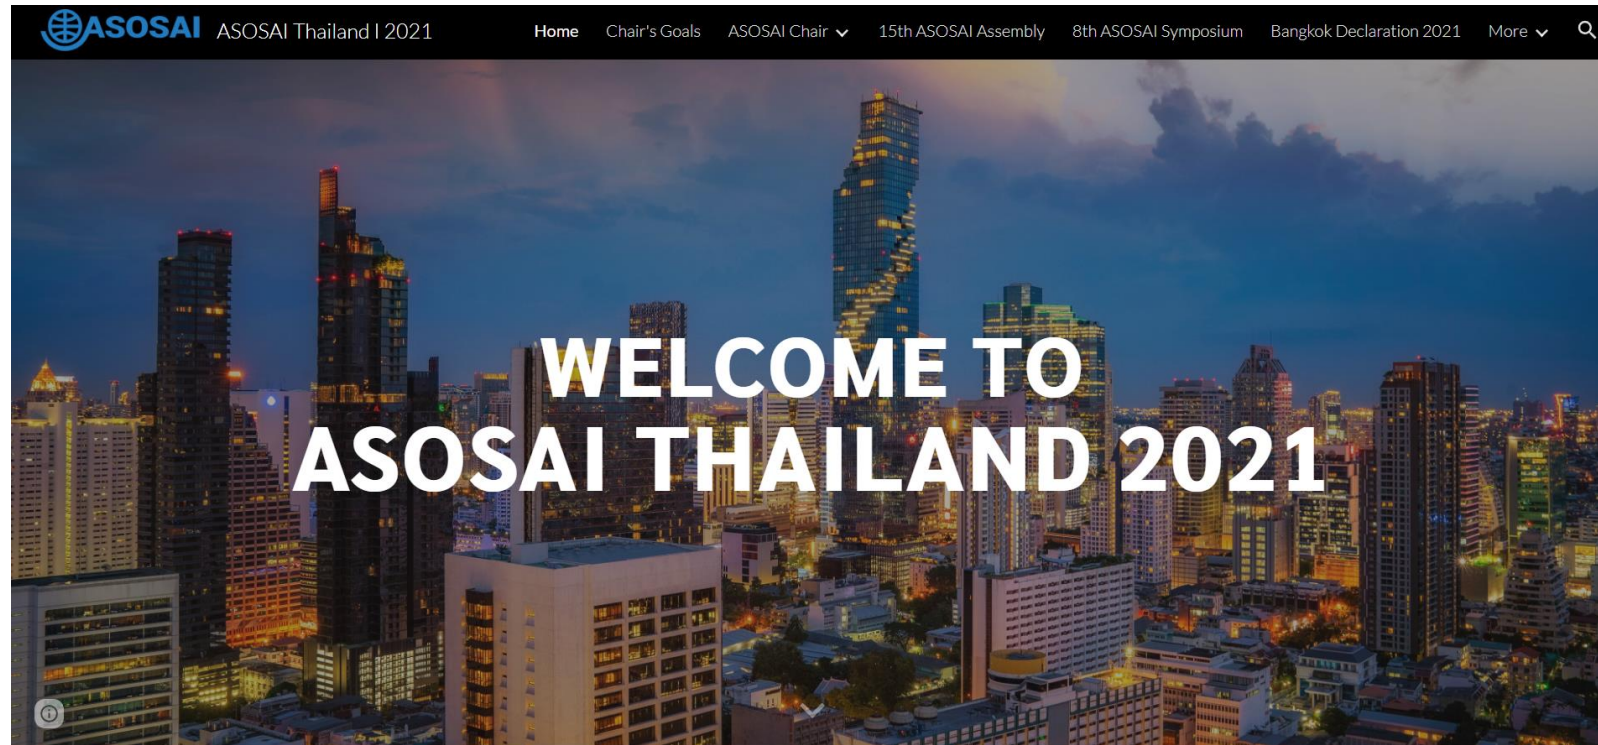 ASOSAI ASOSAI Thailand I 2021 Home Chair's Goals ASOSAI Chair 15th ASOSAI Assembly 8th ASOSAI Symposium Bangkok Declaration 2021 More
WELCOME TO
ASOSAI THAILAND 2021